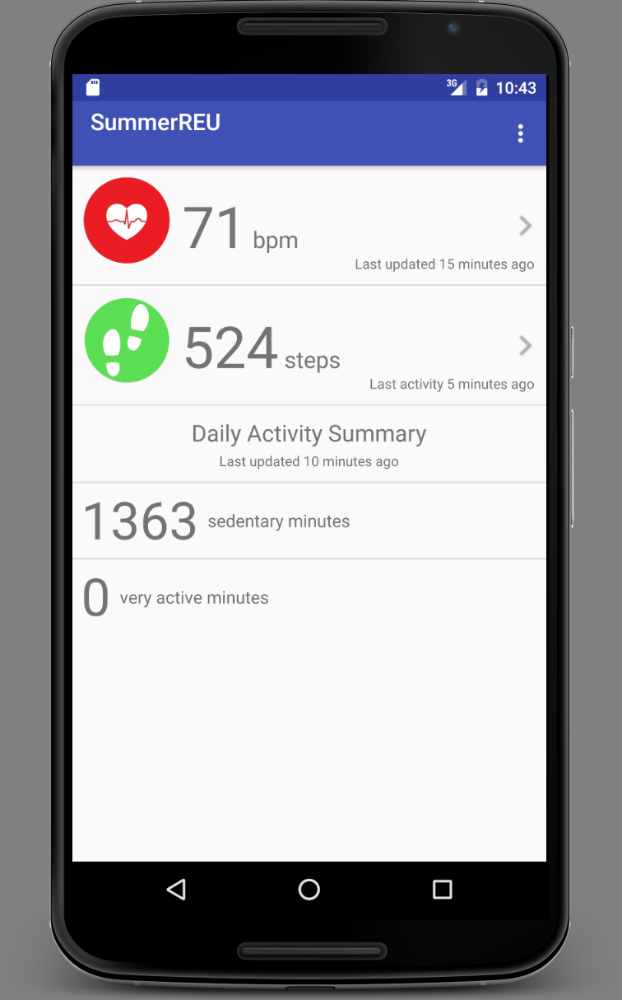 3G 10:43
SummerREU
71 bpm
Last updated 15 minutes ago
524 steps
Last activity 5 minutes ago
Daily Activity Summary
Last updated 10 minutes ago
1363 sedentary minutes
0 very active minutes